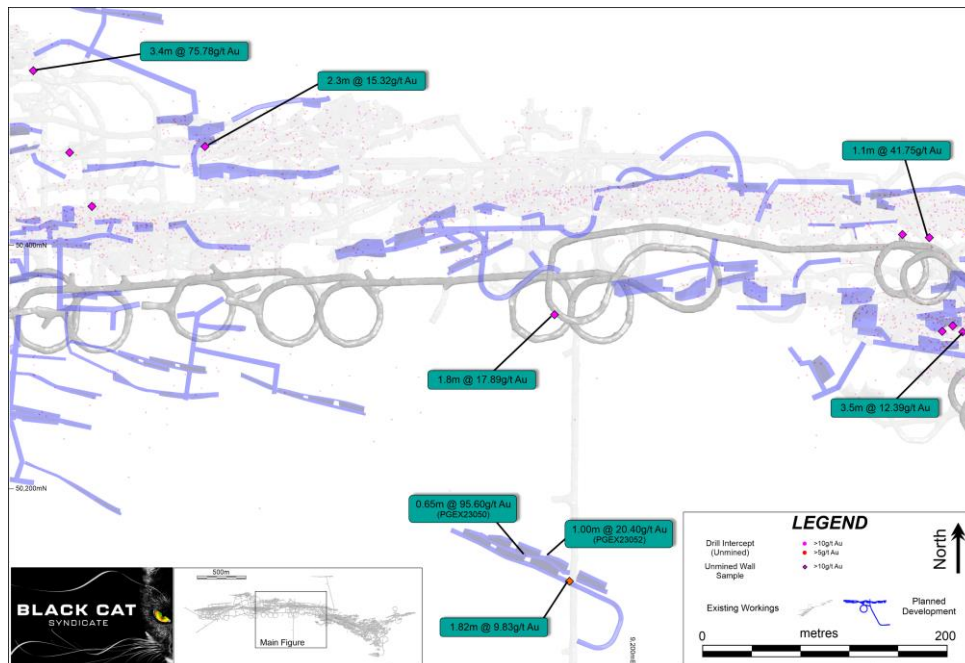 3.4m @ 75.78g/t Au
2.3m @ 15.32g/t Au
1.1m @ 41.75g/t Au
50,400mN
1.8m @ 17.89g/t Au
3.5m @ 12.39g/t Au
50,200mN
0.65m @ 95.60g/t Au
(PGEX23050)
1.00m @ 20.40g/t Au
(PGEX23052)
1.82m @ 9.83g/t Au
9,200mE
BLACK CAT
SYNDICATE
500m
Main Figure
LEGEND
Drill Intercept
(Unmined)
>10g/t Au
>5g/t Au
Unmined Wall
Sample
>10g/t Au
Existing Workings
Planned
Development
North
0 metres 200